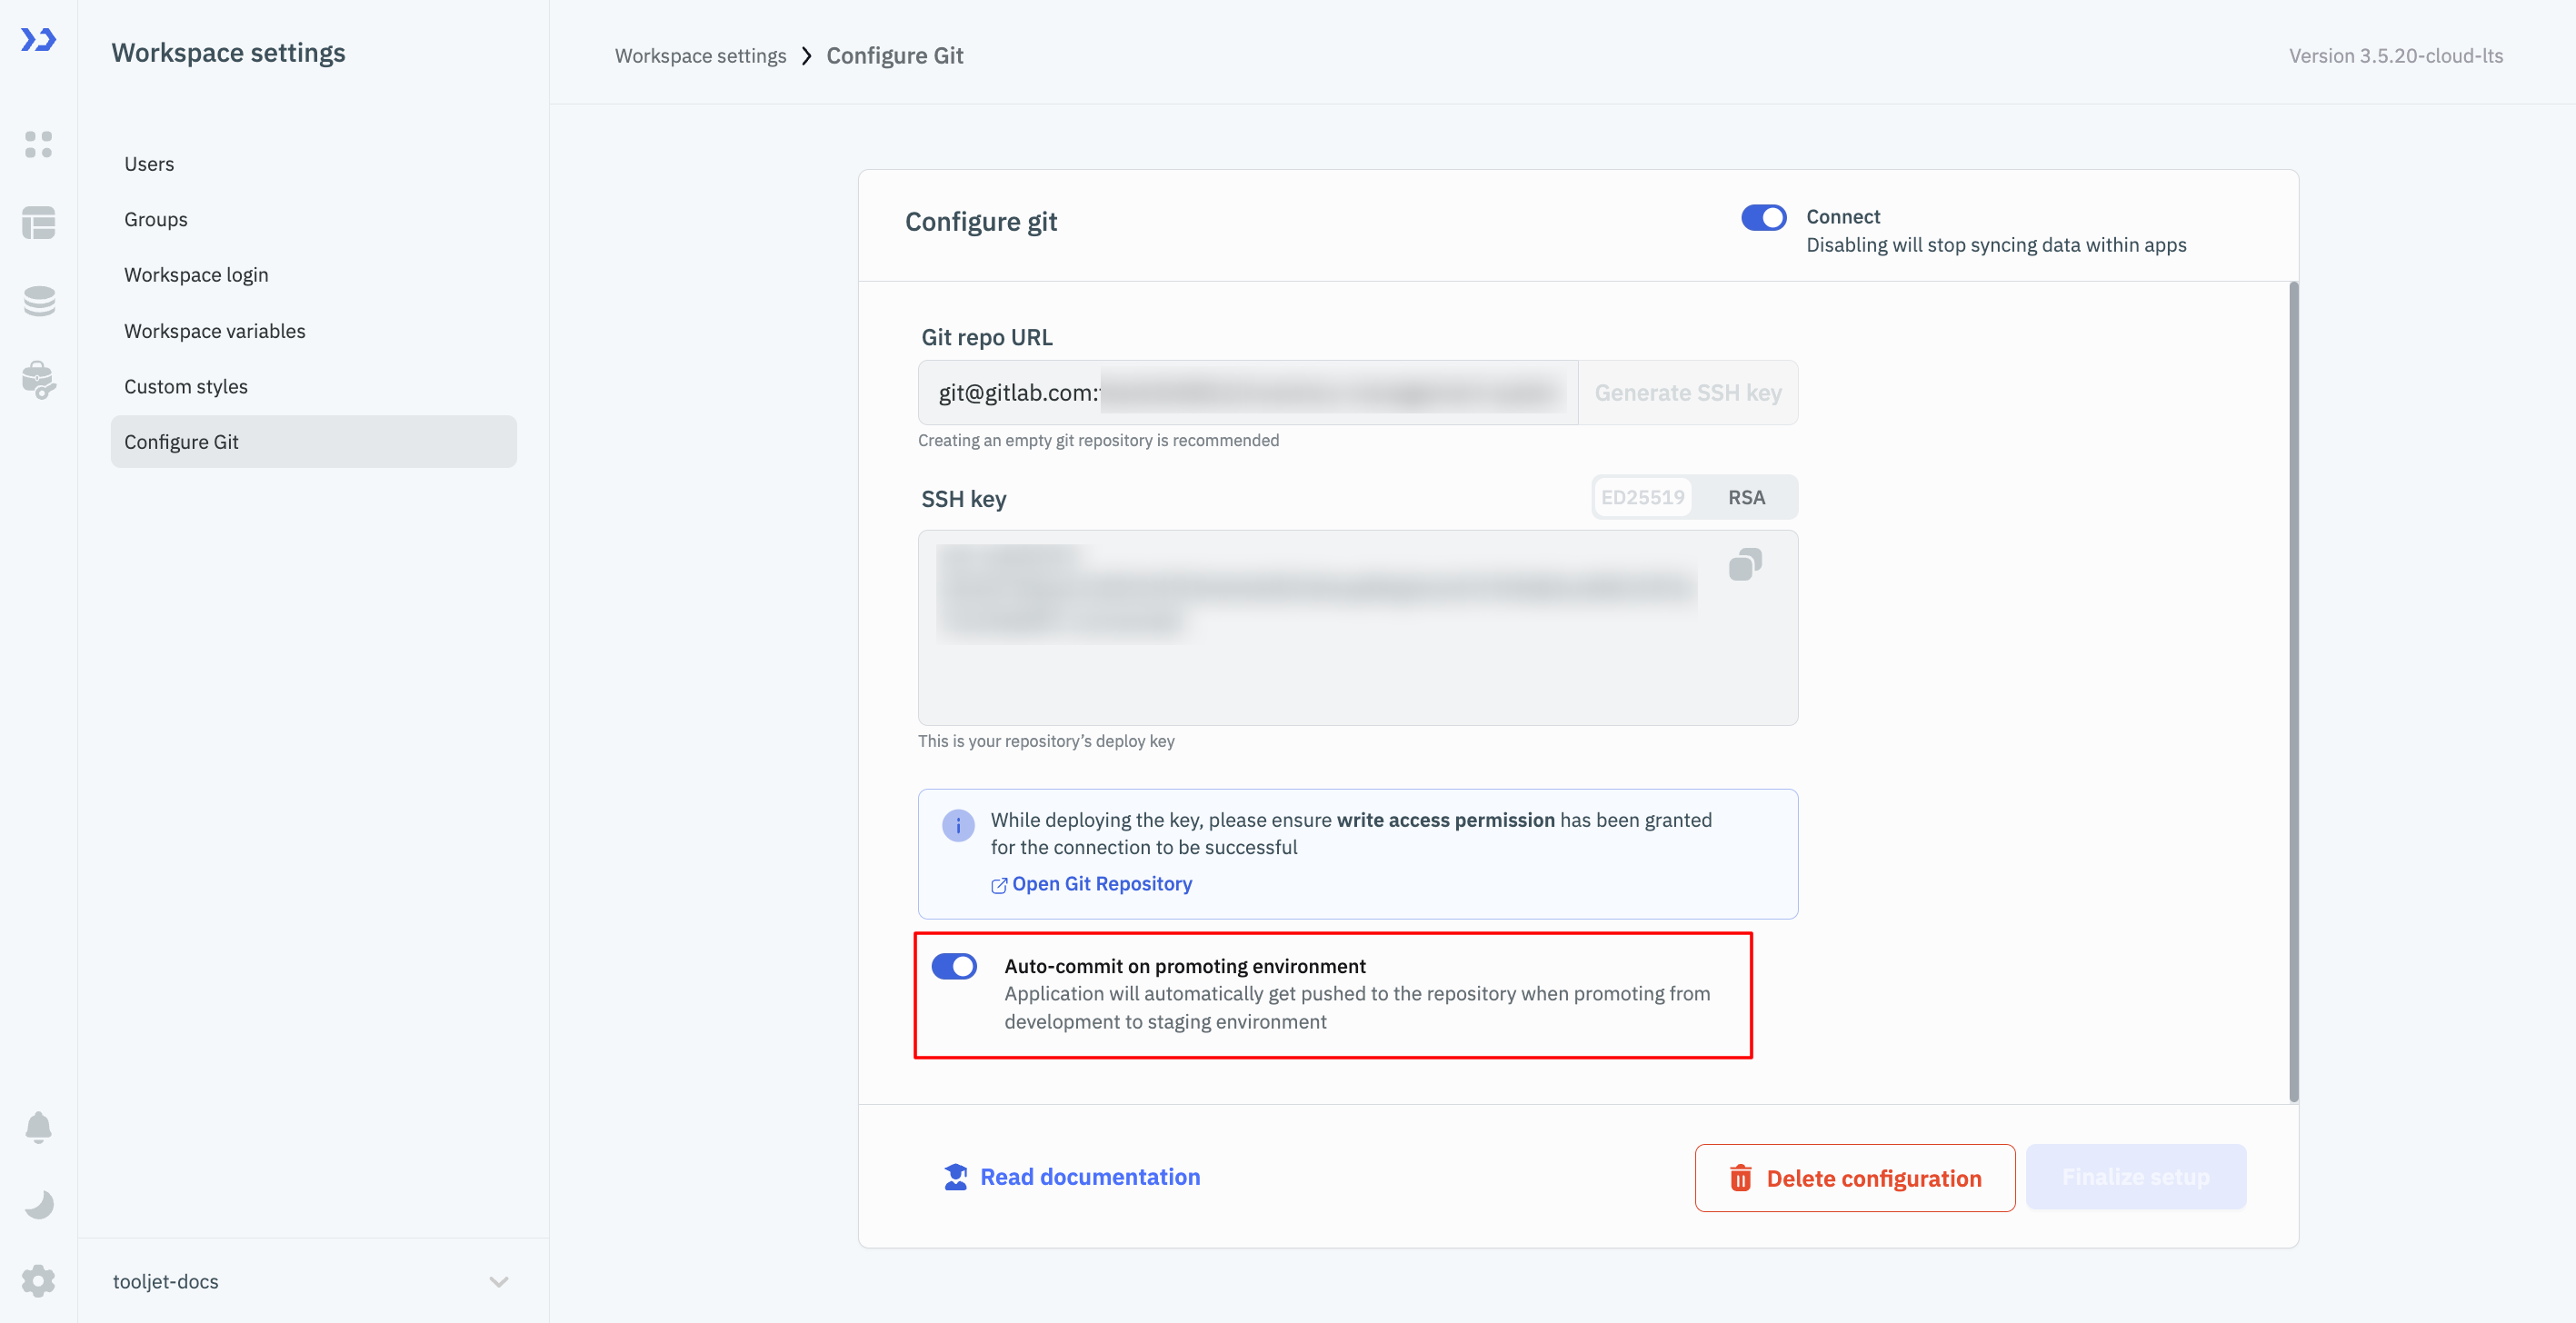 Workspace settings
Workspace settings
Configure Git
Version 3.5.20-cloud-lts
Users
Groups
Workspace login
Workspace variables
Custom styles
Configure Git
tooljet-docs
Configure git
Connect
Disabling will stop syncing data within apps
Git repo URL
git@gitlab.com:
Generate SSH key
Creating an empty git repository is recommended
SSH key
ED25519
RSA
This is your repository’s deploy key
While deploying the key, please ensure write access permission has been granted
for the connection to be successful
Open Git Repository
Auto-commit on promoting environment
Application will automatically get pushed to the repository when promoting from
development to staging environment
Read documentation
Delete configuration
Finalize setup